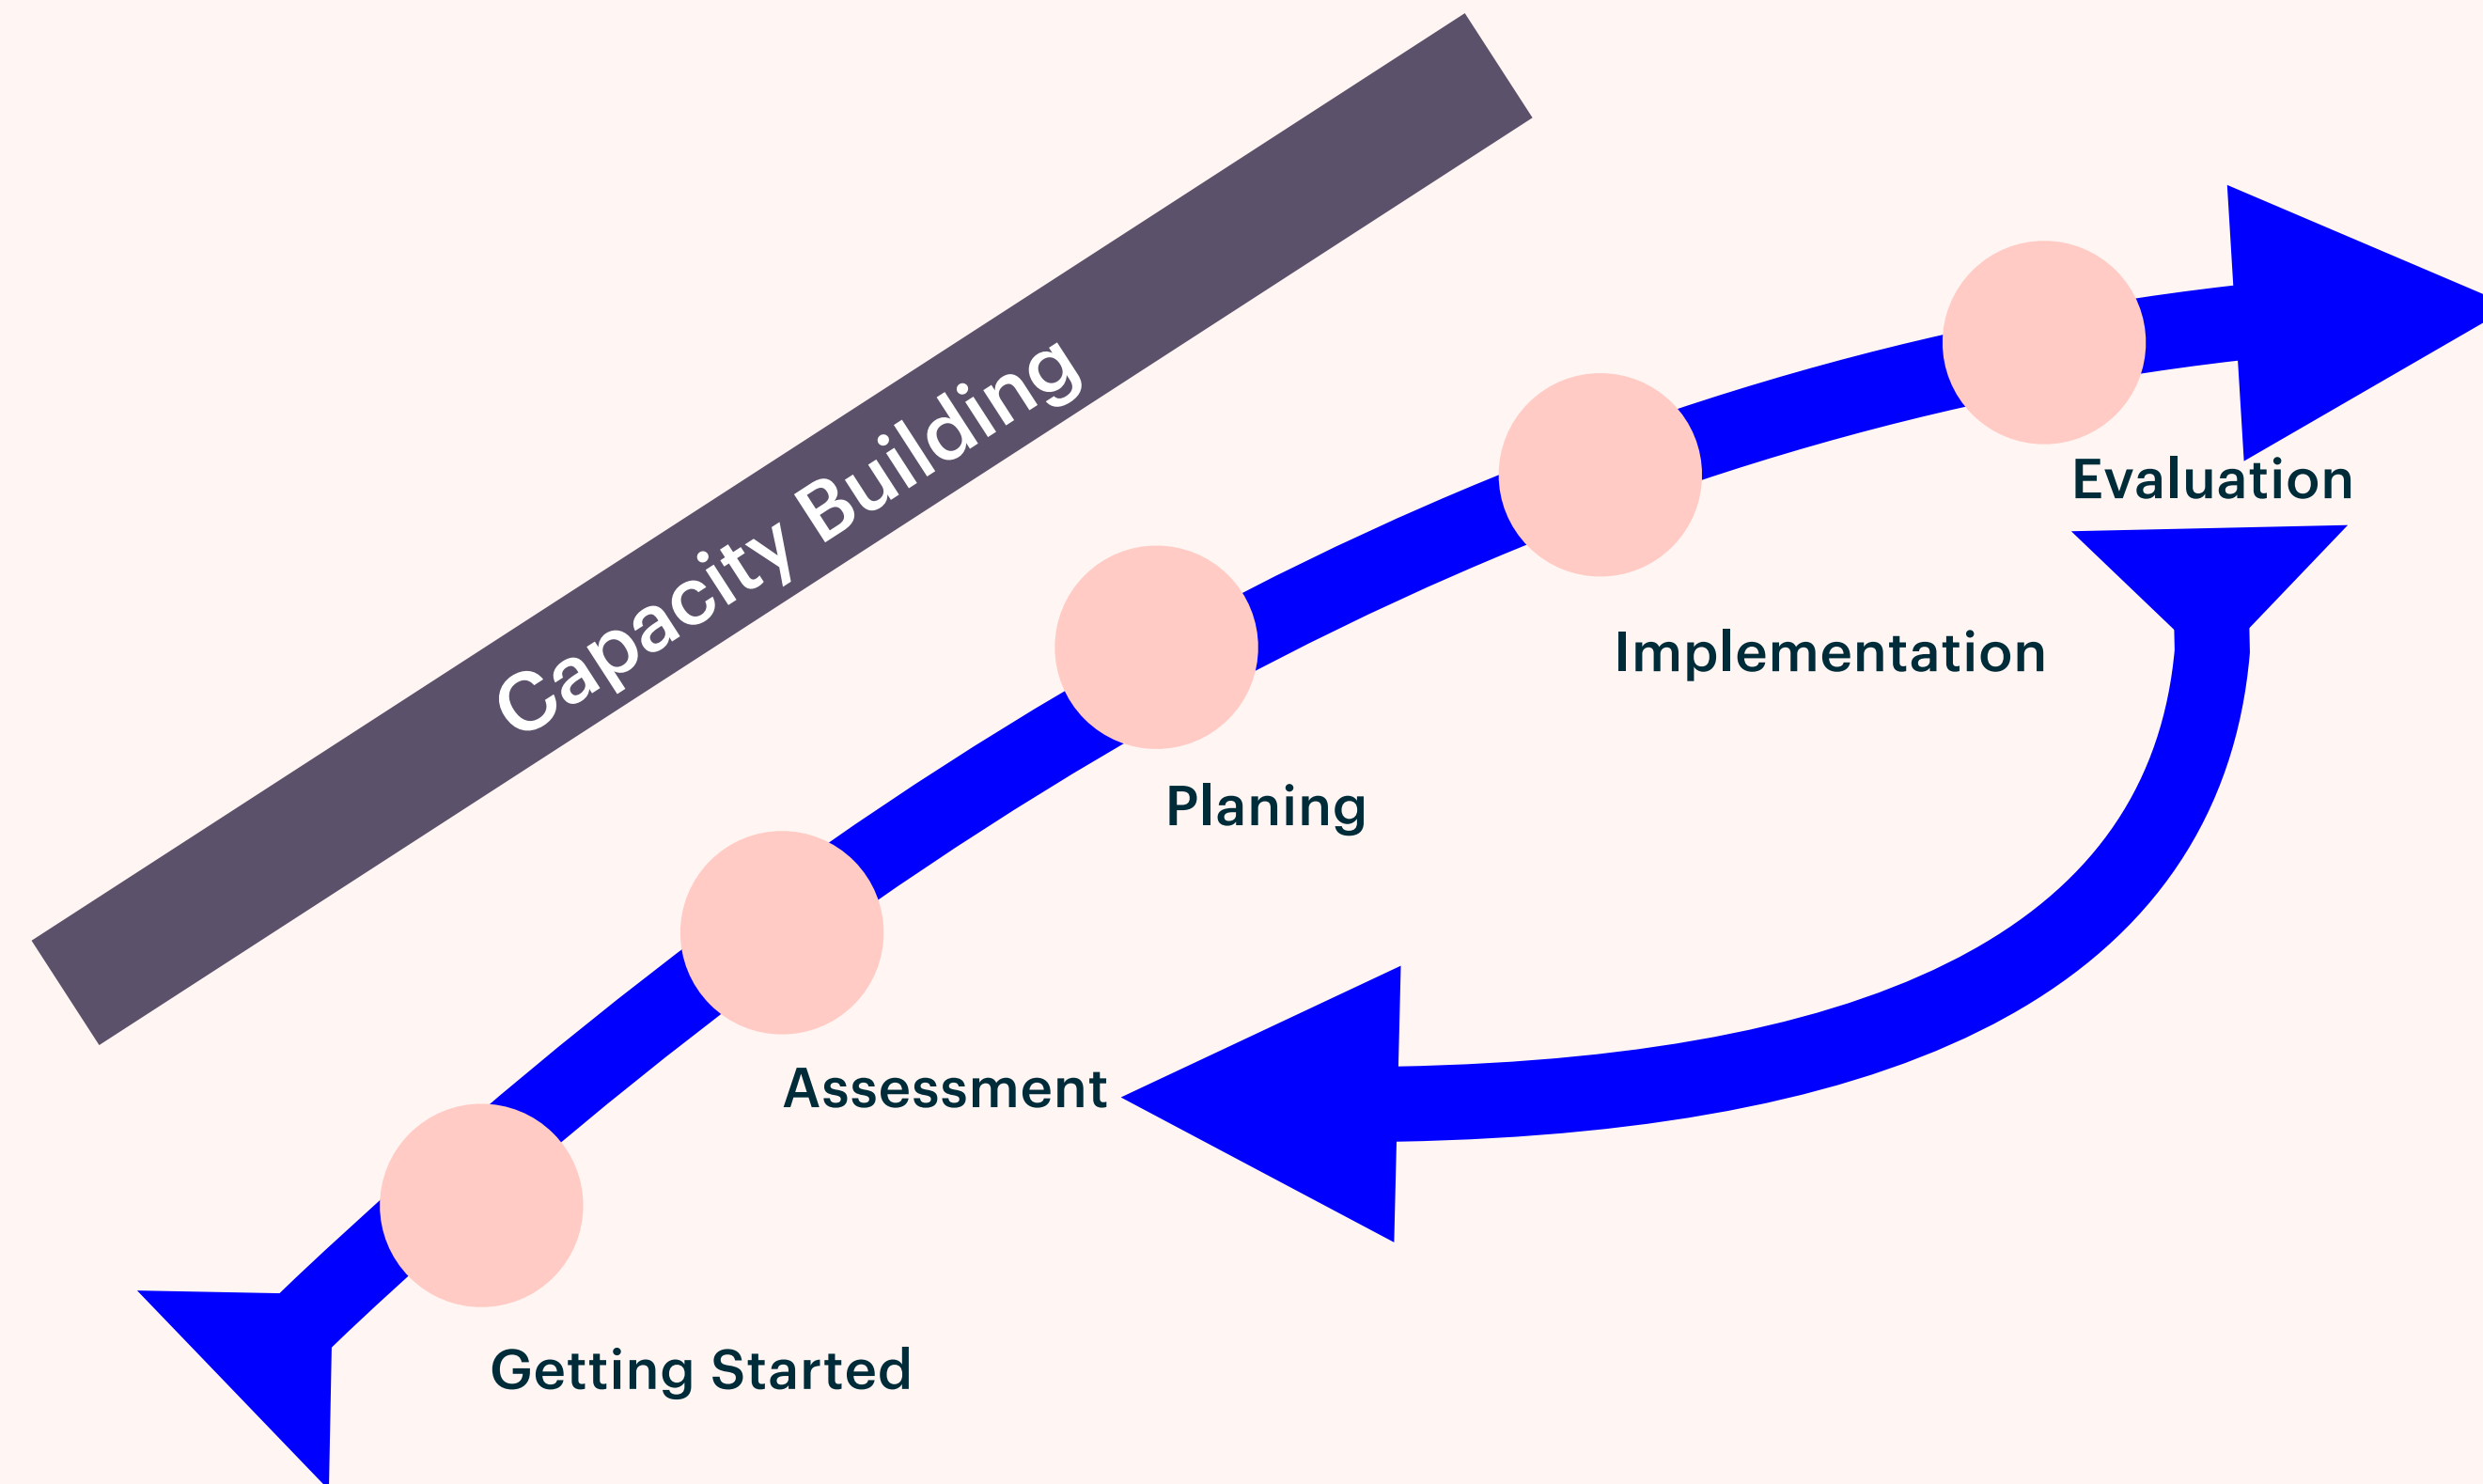 Capacity Building
Evaluation
Implementation
Planing
Assessment
Getting Started